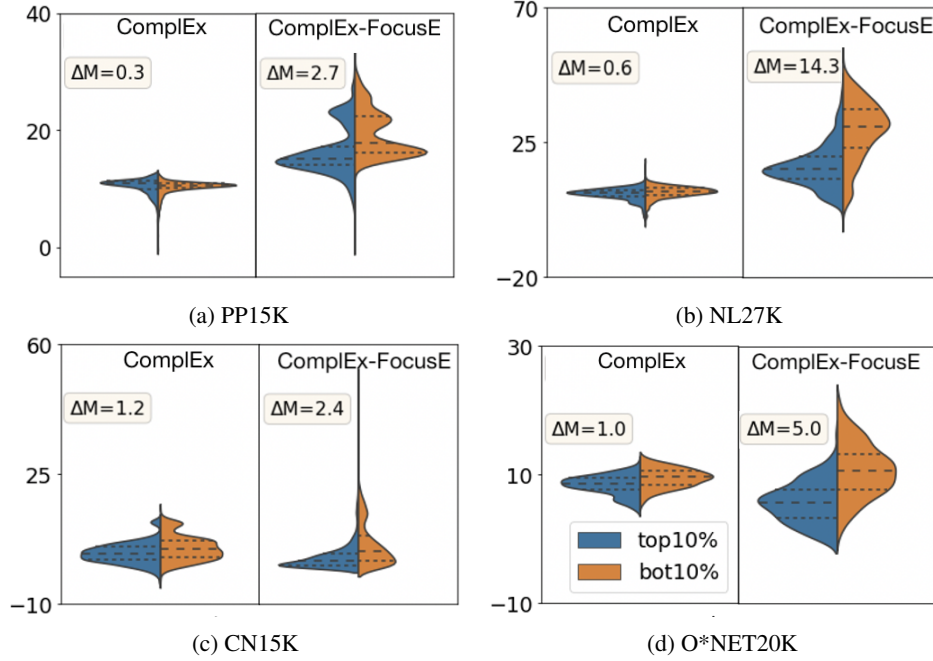 40
ComplEx
ComplEx-FocusE
ΔM=0.3
ΔM=2.7
20
0
(a) PP15K
70
ComplEx
ComplEx-FocusE
ΔM=0.6
ΔM=14.3
25
−20
(b) NL27K
60
ComplEx
ComplEx-FocusE
ΔM=1.2
ΔM=2.4
25
−10
(c) CN15K
30
ComplEx
ComplEx-FocusE
ΔM=1.0
ΔM=5.0
10
top10%
bot10%
−10
(d) O*NET20K